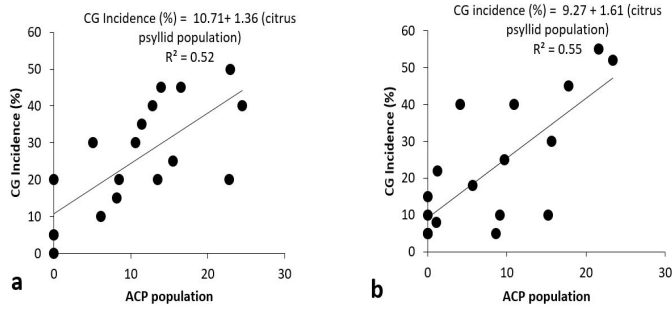 CG Incidence (%) = 10.71+ 1.36 (citrus
psyllid population)
R² = 0.52
CG Incidence (%)
60
50
40
30
20
10
0
0
10
20
30
ACP population
a
CG incidence (%) = 9.27 + 1.61 (citrus
psyllid population)
R² = 0.55
CG Incidence (%)
60
50
40
30
20
10
0
0
10
20
30
ACP population
b